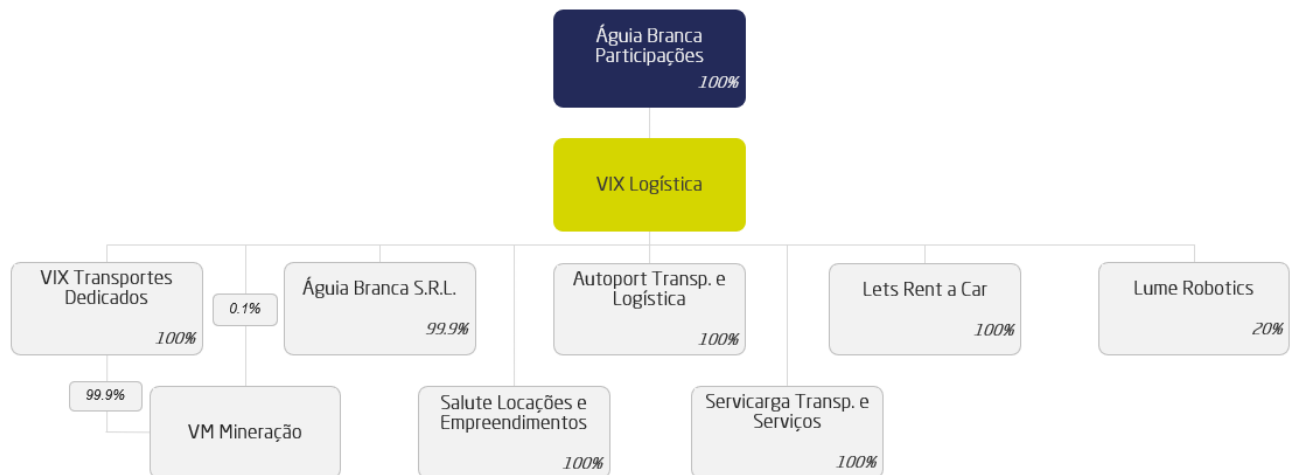 Águia Branca
Participações
100%
VIX Logística
VIX Transportes
Dedicados
100%
0.1%
Águia Branca S.R.L.
99.9%
Autoport Transp. e
Logística
100%
Lets Rent a Car
100%
Lume Robotics
20%
99.9%
VM Mineração
Salute Locações e
Empreendimentos
100%
Servicarga Transp. e
Serviços
100%